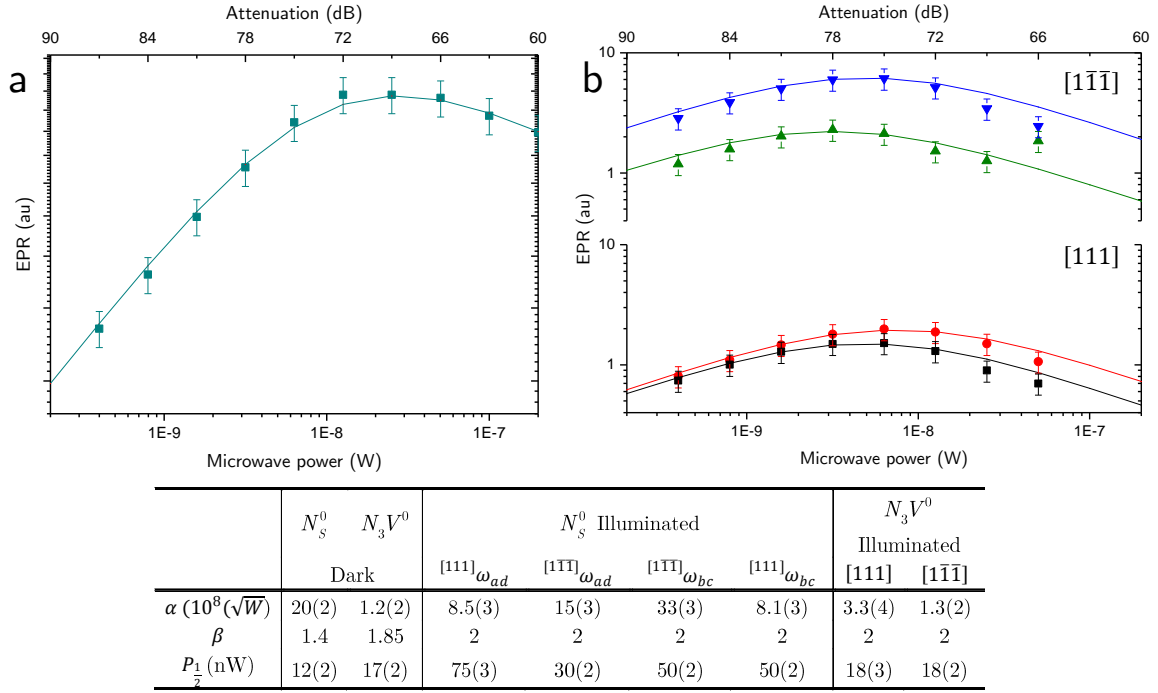 a
Attenuation (dB)
90 84 78 72 66 60
EPR (au)
1E-9 1E-8 1E-7
Microwave power (W)
b
Attenuation (dB)
90 84 78 72 66 60
10
[11̅1̅]
1
EPR (au)
10
[111]
1
1E-9 1E-8 1E-7
Microwave power (W)
N_S^0 N_3V^0 N_S^0 Illuminated N_3V^0
Illuminated
Dark ^[111]ω_ad ^[11̅1̅]ω_ad ^[11̅1̅]ω_bc ^[111]ω_bc [111] [11̅1̅]
α (10^8(√W) 20(2) 1.2(2) 8.5(3) 15(3) 33(3) 8.1(3) 3.3(4) 1.3(2)
β 1.4 1.85 2 2 2 2 2 2
P_½ (nW) 12(2) 17(2) 75(3) 30(2) 50(2) 50(2) 18(3) 18(2)